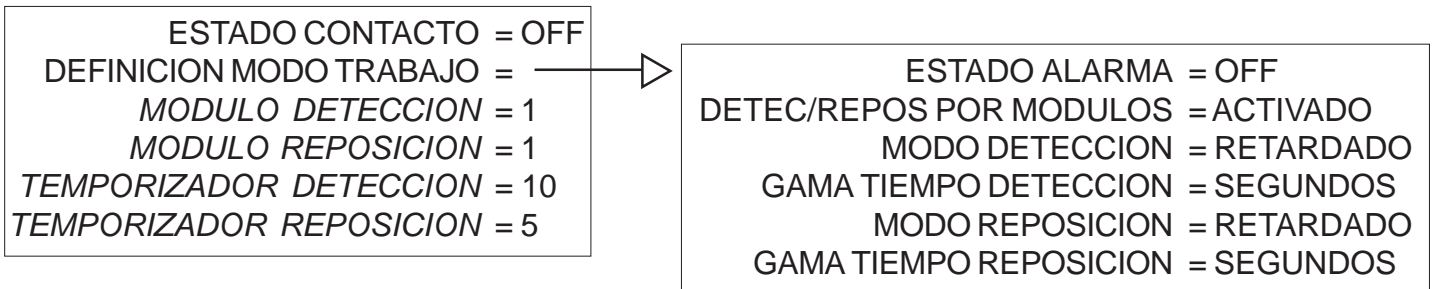 ESTADO CONTACTO = OFF
DEFINICION MODO TRABAJO =
MODULO DETECCION = 1
MODULO REPOSICION = 1
TEMPORIZADOR DETECCION = 10
TEMPORIZADOR REPOSICION = 5
ESTADO ALARMA = OFF
DETEC/REPOS POR MODULOS = ACTIVADO
MODO DETECCION = RETARDADO
GAMA TIEMPO DETECCION = SEGUNDOS
MODO REPOSICION = RETARDADO
GAMA TIEMPO REPOSICION = SEGUNDOS